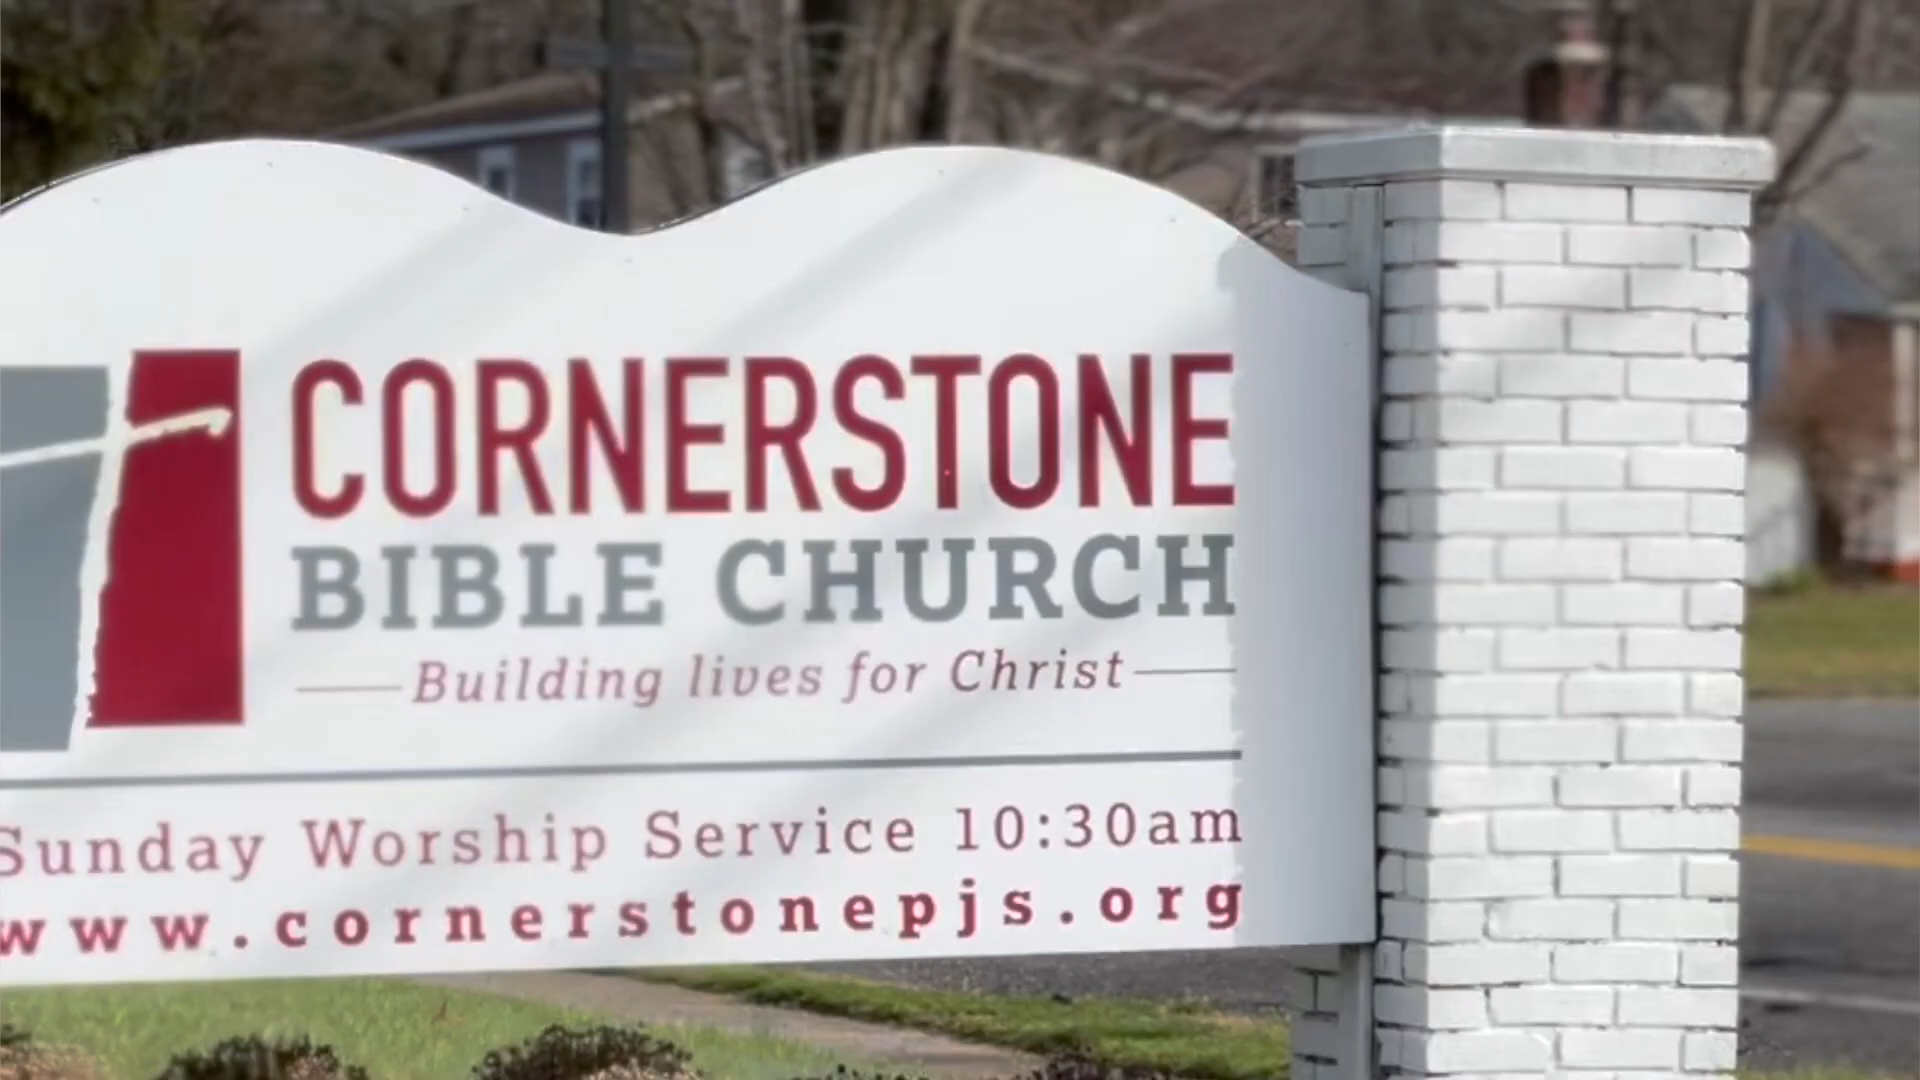 CORNERSTONE
BIBLE CHURCH
Building lives for Christ
Sunday Worship Service 10:30am
www.cornerstonepjs.org